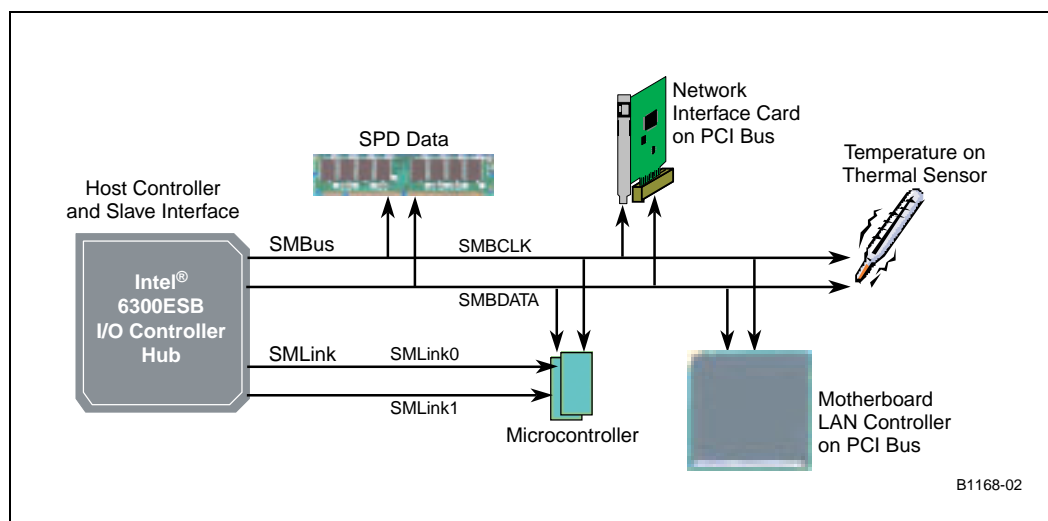 Host Controller
and Slave Interface
Intel®
6300ESB
I/O Controller
Hub
SPD Data
Network
Interface Card
on PCI Bus
Temperature on
Thermal Sensor
SMBus
SMBCLK
SMBDATA
SMLink
SMLink0
SMLink1
Microcontroller
Motherboard
LAN Controller
on PCI Bus
B1168-02